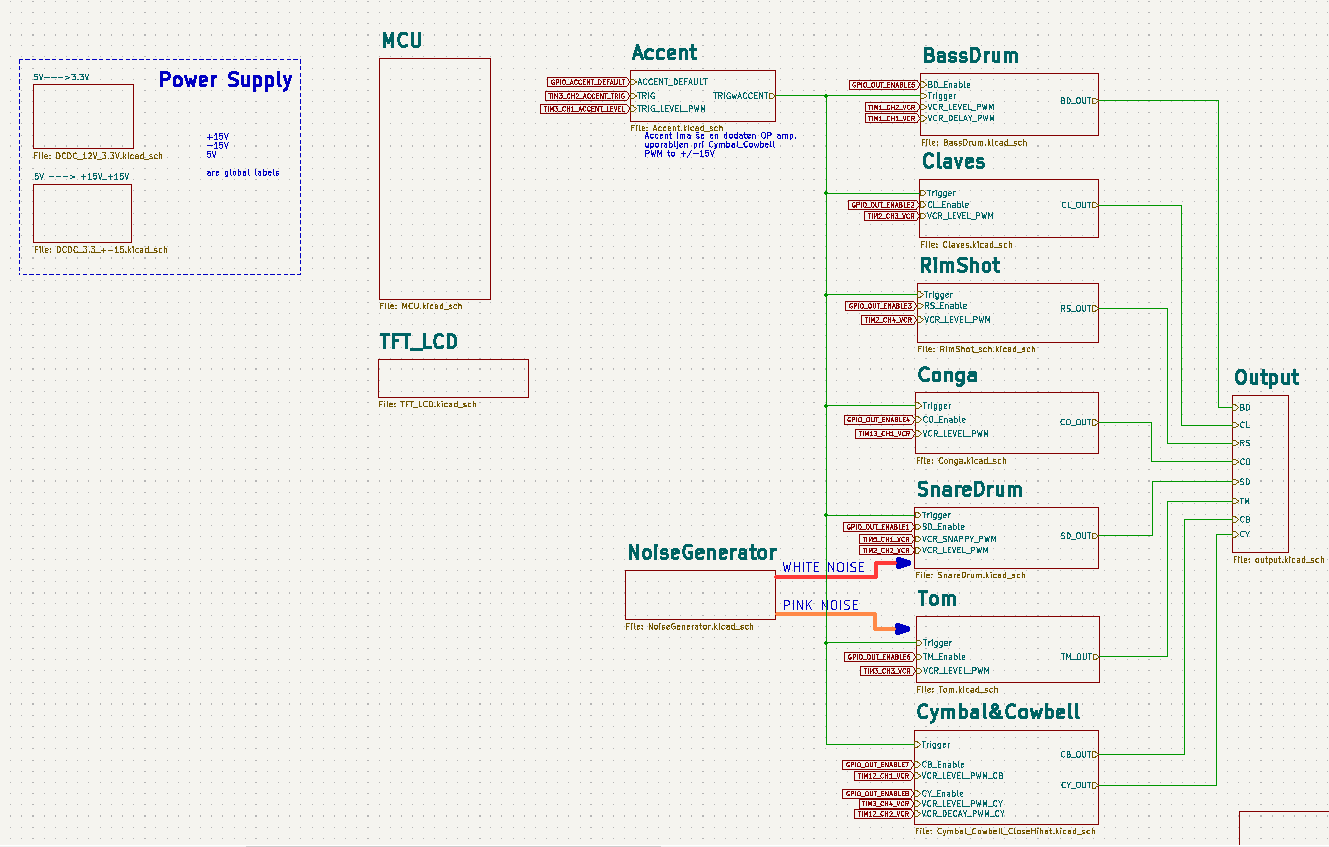 Power Supply
5V--->3.3V
File: DCDC_12V_3.3V.kicad_sch
+15V
-15V
5V
are global labels
5V ---> +15V_+15V
File: DCDC_3.3_+-15.kicad_sch
MCU
File: MCU.kicad_sch
TFT_LCD
File: TFT_LCD.kicad_sch
Accent
GPIO_ACCENT_DEFAULT
ACCENT_DEFAULT
TIM3_CH2_ACCENT_TRIG
TRIG
TRIGwACCENT
TIM3_CH1_ACCENT_LEVEL
TRIG_LEVEL_PWM
File: Accent.kicad_sch
Accent ima še en dodaten OP amp.
uporabljen pri Cymbal_Cowbell
PWM to +/-15V
NoiseGenerator
WHITE NOISE
PINK NOISE
File: NoiseGenerator.kicad_sch
BassDrum
GPIO_OUT_ENABLE5
BD_Enable
Trigger
BD_OUT
TIM1_CH2_VCR
VCR_LEVEL_PWM
TIM1_CH1_VCR
VCR_DELAY_PWM
File: BassDrum.kicad_sch
Claves
Trigger
GPIO_OUT_ENABLE2
CL_Enable
CL_OUT
TIM2_CH3_VCR
VCR_LEVEL_PWM
File: Claves.kicad_sch
RimShot
Trigger
GPIO_OUT_ENABLE3
RS_Enable
RS_OUT
TIM2_CH4_VCR
VCR_LEVEL_PWM
File: RimShot_sch.kicad_sch
Conga
Trigger
GPIO_OUT_ENABLE4
CO_Enable
CO_OUT
TIM13_CH1_VCR
VCR_LEVEL_PWM
File: Conga.kicad_sch
SnareDrum
Trigger
GPIO_OUT_ENABLE1
SD_Enable
VCR_SNAPPY_PWM
SD_OUT
TIM2_CH2_VCR
VCR_LEVEL_PWM
File: SnareDrum.kicad_sch
Tom
Trigger
GPIO_OUT_ENABLE6
TM_Enable
TM_OUT
TIM3_CH3_VCR
VCR_LEVEL_PWM
File: Tom.kicad_sch
Cymbal&Cowbell
Trigger
CB_OUT
GPIO_OUT_ENABLE7
CB_Enable
TIM12_CH1_VCR
VCR_LEVEL_PWM_CB
CY_OUT
GPIO_OUT_ENABLE8
CY_Enable
TIM3_CH4_VCR
VCR_LEVEL_PWM_CY
TIM12_CH2_VCR
VCR_DECAY_PWM_CY
File: Cymbal_Cowbell_CloseHihat.kicad_sch
Output
BD
CL
RS
CO
SD
TM
CB
CY
File: output.kicad_sch